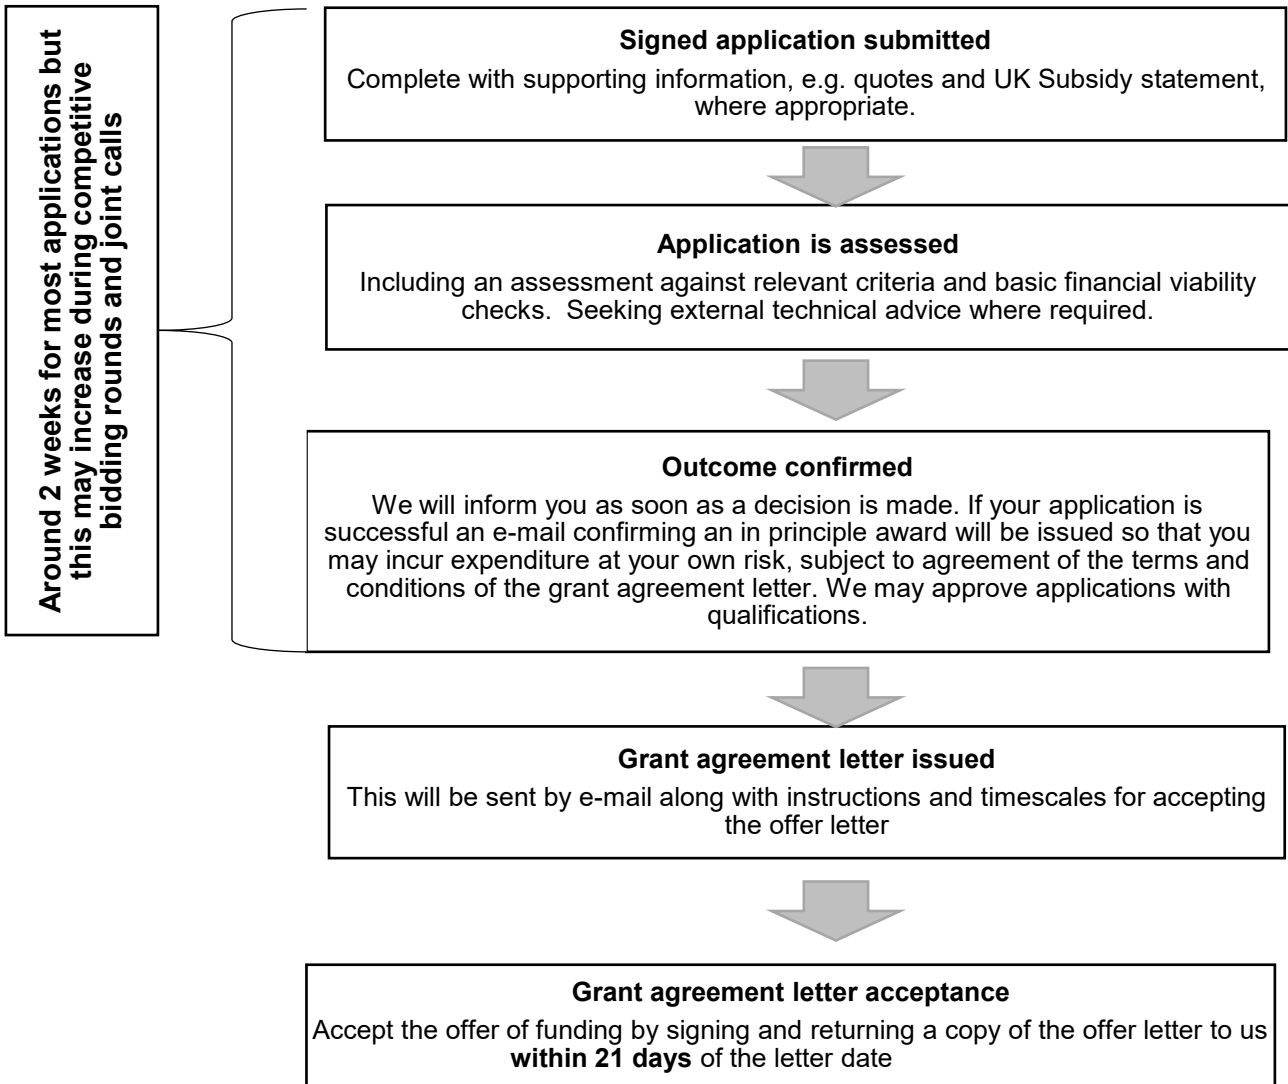 Around 2 weeks for most applications but
this may increase during competitive
bidding rounds and joint calls
Signed application submitted
Complete with supporting information, e.g. quotes and UK Subsidy statement,
where appropriate.
Application is assessed
Including an assessment against relevant criteria and basic financial viability
checks.  Seeking external technical advice where required.
Outcome confirmed
We will inform you as soon as a decision is made. If your application is
successful an e-mail confirming an in principle award will be issued so that you
may incur expenditure at your own risk, subject to agreement of the terms and
conditions of the grant agreement letter. We may approve applications with
qualifications.
Grant agreement letter issued
This will be sent by e-mail along with instructions and timescales for accepting
the offer letter
Grant agreement letter acceptance
Accept the offer of funding by signing and returning a copy of the offer letter to us
within 21 days of the letter date